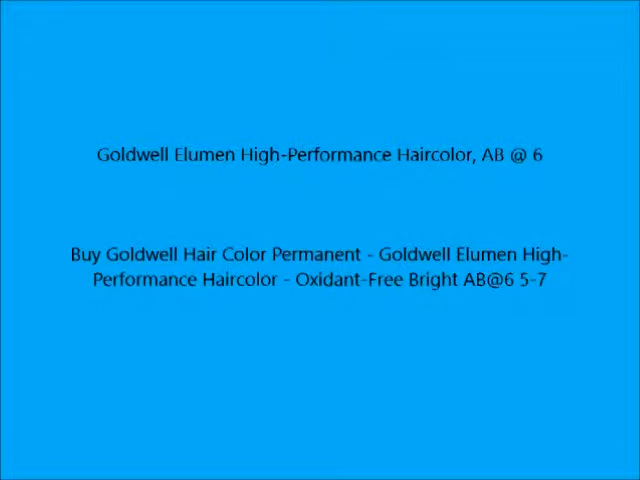 Goldwell Elumen High-Performance Haircolor, AB @ 6
Buy Goldwell Hair Color Permanent - Goldwell Elumen High-
Performance Haircolor - Oxidant-Free Bright AB@6 5-7